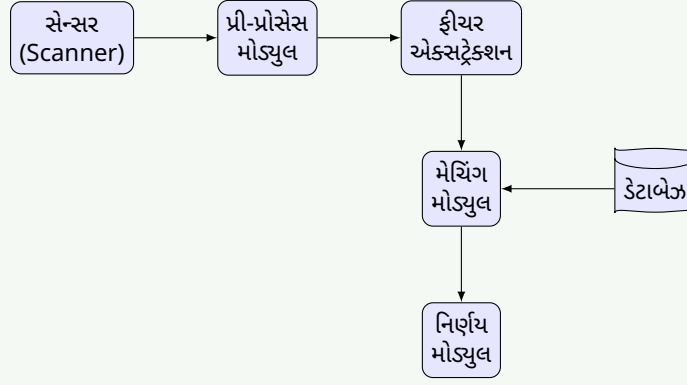 સેન્સર
(Scanner)
પ્રી-પ્રોસેસ
મોડ્યુલ
ફીચર
એક્સટ્રેક્શન
મેચિંગ
મોડ્યુલ
ડેટાબેઝ
નિર્ણય
મોડ્યુલ